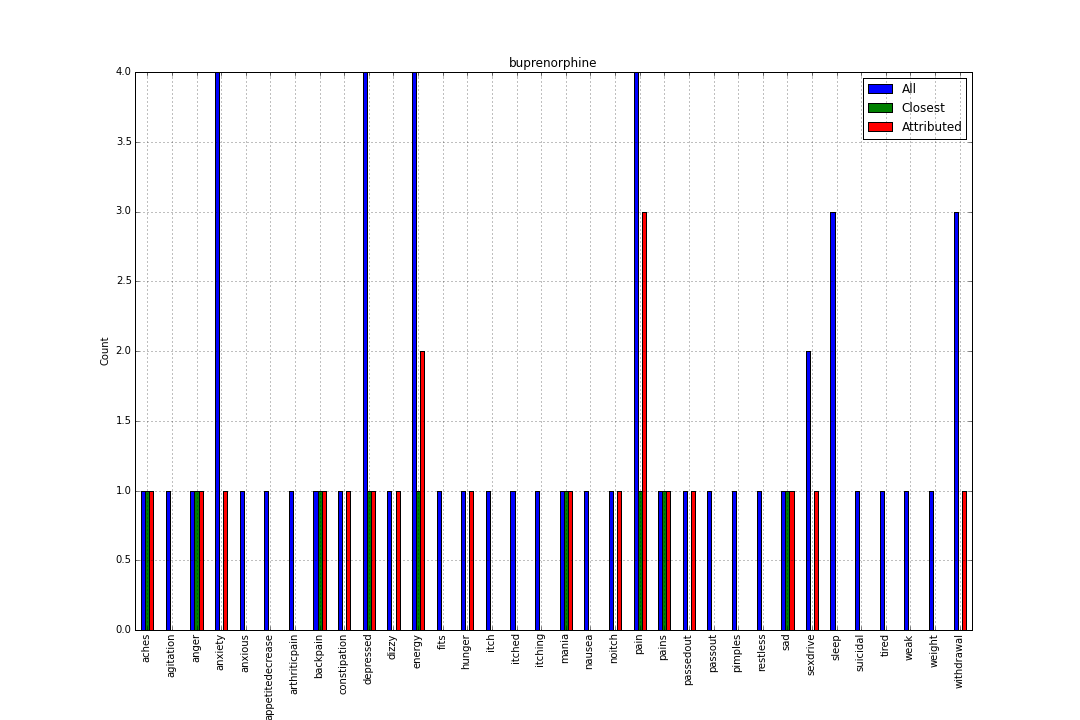 buprenorphine
4.0
3.5
3.0
2.5
2.0
1.5
1.0
0.5
0.0
Count
All
Closest
Attributed
aches
agitation
anger
anxiety
anxious
appetitedecrease
arthriticpain
backpain
constipation
depressed
dizzy
energy
fits
hunger
itch
itched
itching
mania
nausea
noitch
pain
pains
passedout
passout
pimples
restless
sad
sexdrive
sleep
suicidal
tired
weak
weight
withdrawal